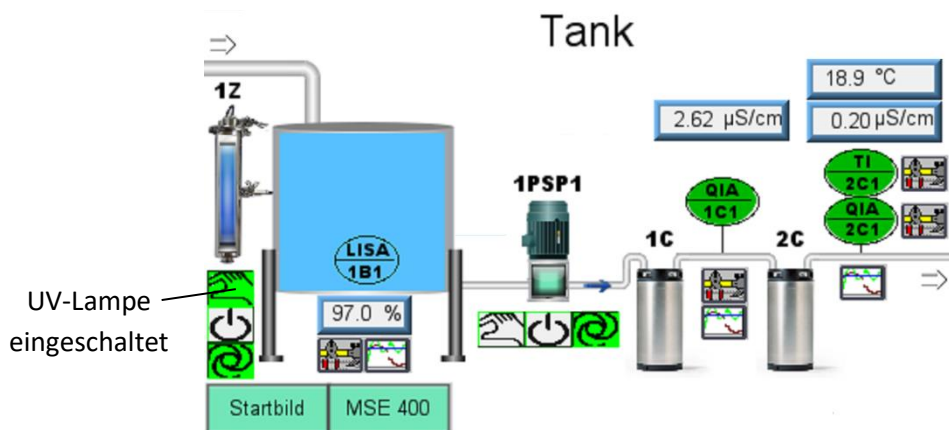 Tank
18.9 °C
2.62 µS/cm
0.20 µS/cm
1Z
1PSP1
QIA
1C1
TI
2C1
QIA
2C1
1C
2C
LISA
1B1
UV-Lampe
eingeschaltet
97.0 %
Startbild
MSE 400